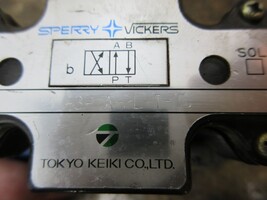 SPERRY VICKERS
A B
b
P T
SOL
TOKYO KEIKI CO.,LTD.